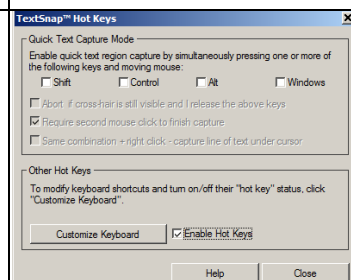 TextSnap™ Hot Keys
Quick Text Capture Mode
Enable quick text region capture by simultaneously pressing one or more of
the following keys and moving mouse:
Shift Control Alt Windows
Abort if cross-hair is still visible and I release the above keys
Require second mouse click to finish capture
Same combination + right click - capture line of text under cursor
Other Hot Keys
To modify keyboard shortcuts and turn on/off their "hot key" status, click
"Customize Keyboard".
Customize Keyboard Enable Hot Keys
Help Close